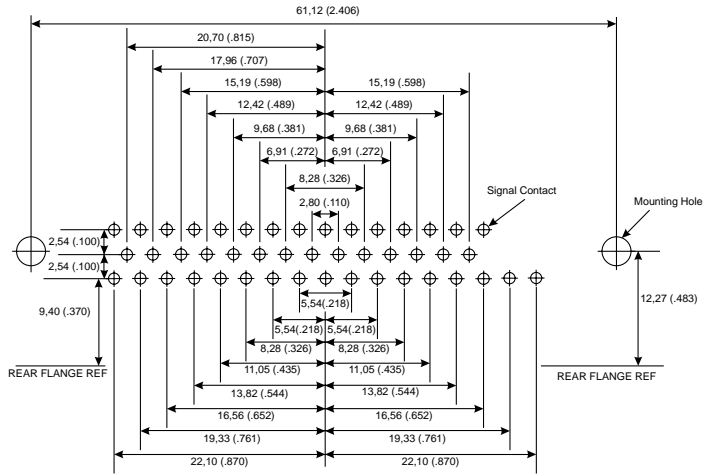 61,12 (2.406)
20,70 (.815)
17,96 (.707)
15,19 (.598) 15,19 (.598)
12,42 (.489) 12,42 (.489)
9,68 (.381) 9,68 (.381)
6,91 (.272) 6,91 (.272)
8,28 (.326)
2,80 (.110)
Signal Contact
Mounting Hole
2,54 (.100)
2,54 (.100)
9,40 (.370)
12,27 (.483)
5,54(.218)
5,54(.218) 5,54(.218)
8,28 (.326) 8,28 (.326)
11,05 (.435) 11,05 (.435)
REAR FLANGE REF REAR FLANGE REF
13,82 (.544) 13,82 (.544)
16,56 (.652) 16,56 (.652)
19,33 (.761) 19,33 (.761)
22,10 (.870) 22,10 (.870)